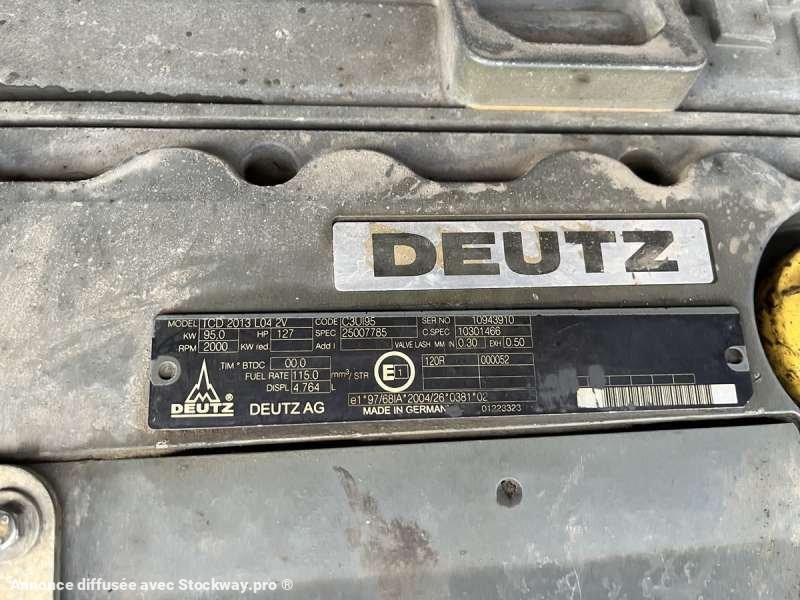 DEUTZ
MODEL TCD 2013 L04 2V CODE C3UI95 SER NO 10943910
KW 95.0 HP 127 SPEC 25007785 C.SPEC 10301466
RPM 2000 KW red. Add I VALVE LASH MM IN 0.30 EXH 0.50
TIM ° BTDC 00.0 E1 120R 000052
FUEL RATE 115.0 mm³/STR
DISPL 4.764 L
DEUTZ DEUTZ AG e1*97/68IA*2004/26*0381*02
MADE IN GERMANY 01223323
Annonce diffusée avec Stockway.pro ®